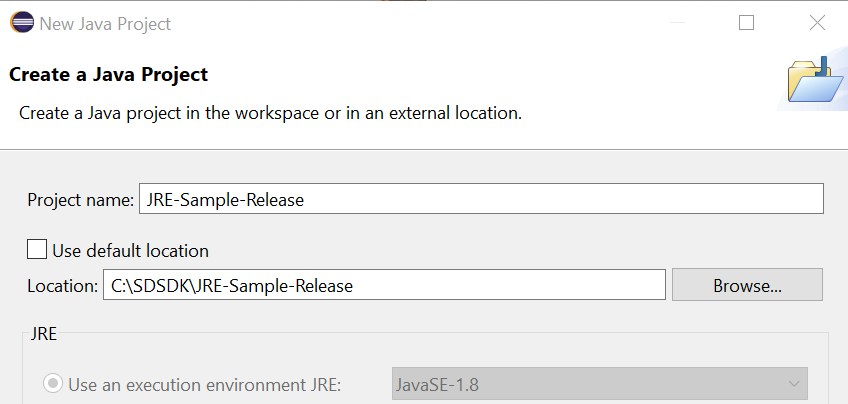 New Java Project
Create a Java Project
Create a Java project in the workspace or in an external location.
Project name: JRE-Sample-Release
Use default location
Location: C:\SDSDK\JRE-Sample-Release Browse...
JRE
Use an execution environment JRE: JavaSE-1.8